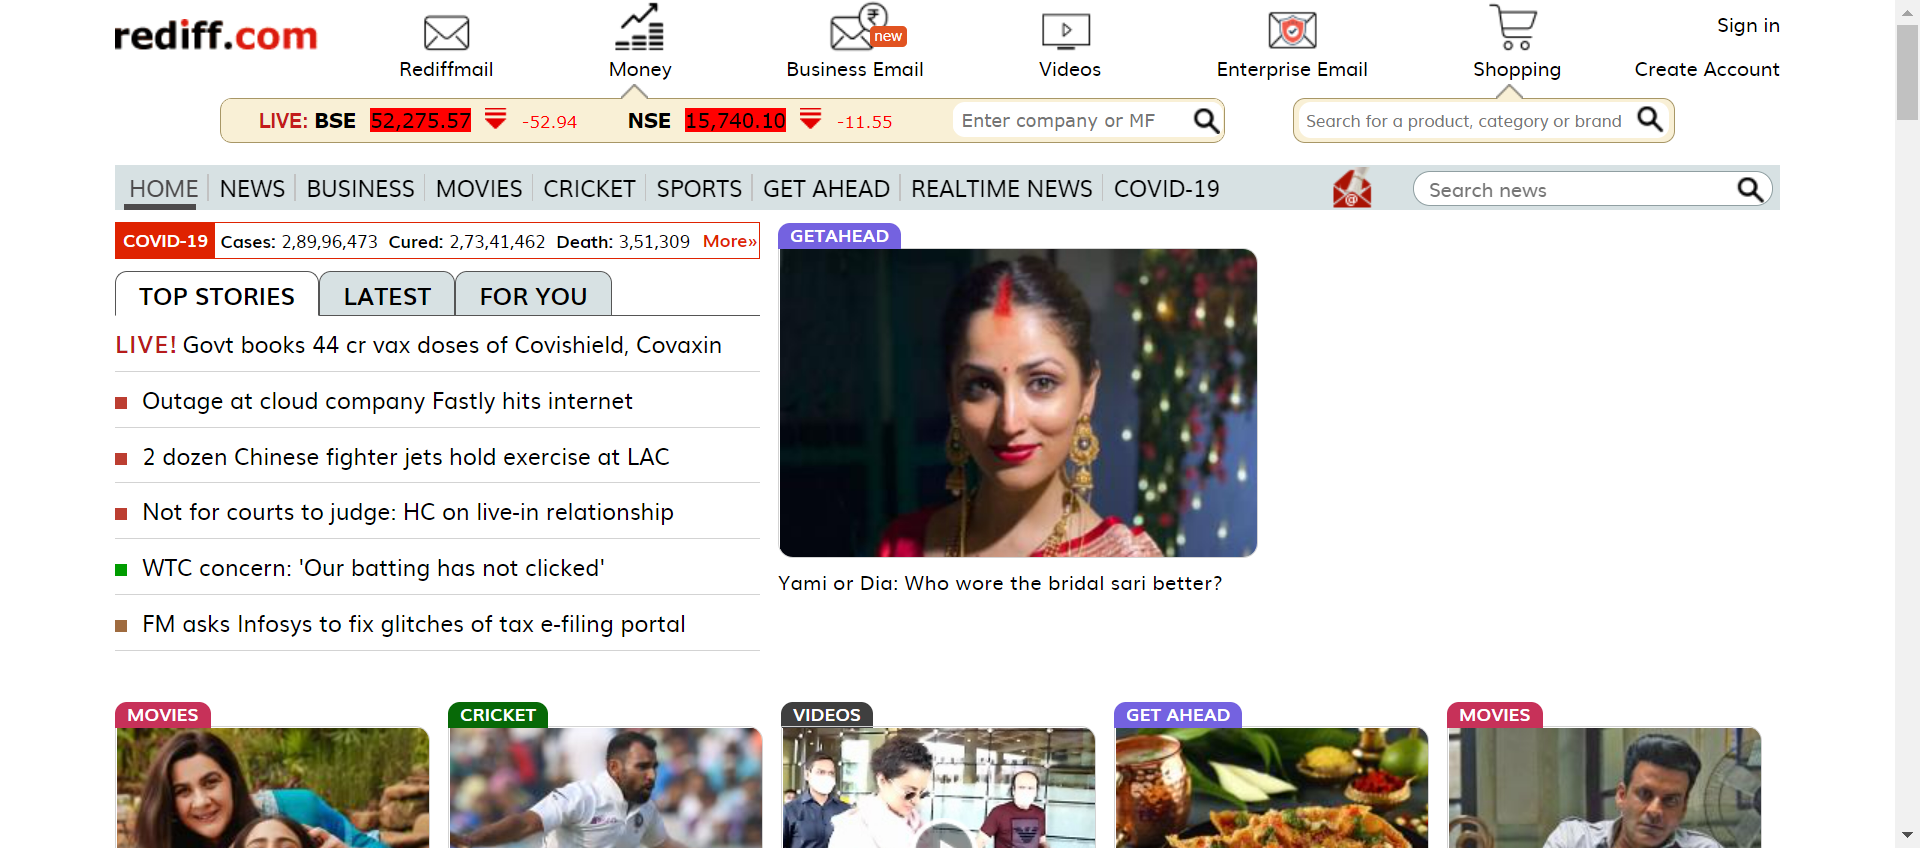 rediff.com
Rediffmail
Money
Business Email
new
Videos
Enterprise Email
Shopping
Sign in
Create Account
LIVE: BSE 52,275.57 -52.94 NSE 15,740.10 -11.55
Enter company or MF
Search for a product, category or brand
HOME NEWS BUSINESS MOVIES CRICKET SPORTS GET AHEAD REALTIME NEWS COVID-19
@
Search news
COVID-19 Cases: 2,89,96,473 Cured: 2,73,41,462 Death: 3,51,309 More»
TOP STORIES LATEST FOR YOU
LIVE! Govt books 44 cr vax doses of Covishield, Covaxin
Outage at cloud company Fastly hits internet
2 dozen Chinese fighter jets hold exercise at LAC
Not for courts to judge: HC on live-in relationship
WTC concern: 'Our batting has not clicked'
FM asks Infosys to fix glitches of tax e-filing portal
GETAHEAD
Yami or Dia: Who wore the bridal sari better?
MOVIES
CRICKET
VIDEOS
GET AHEAD
MOVIES